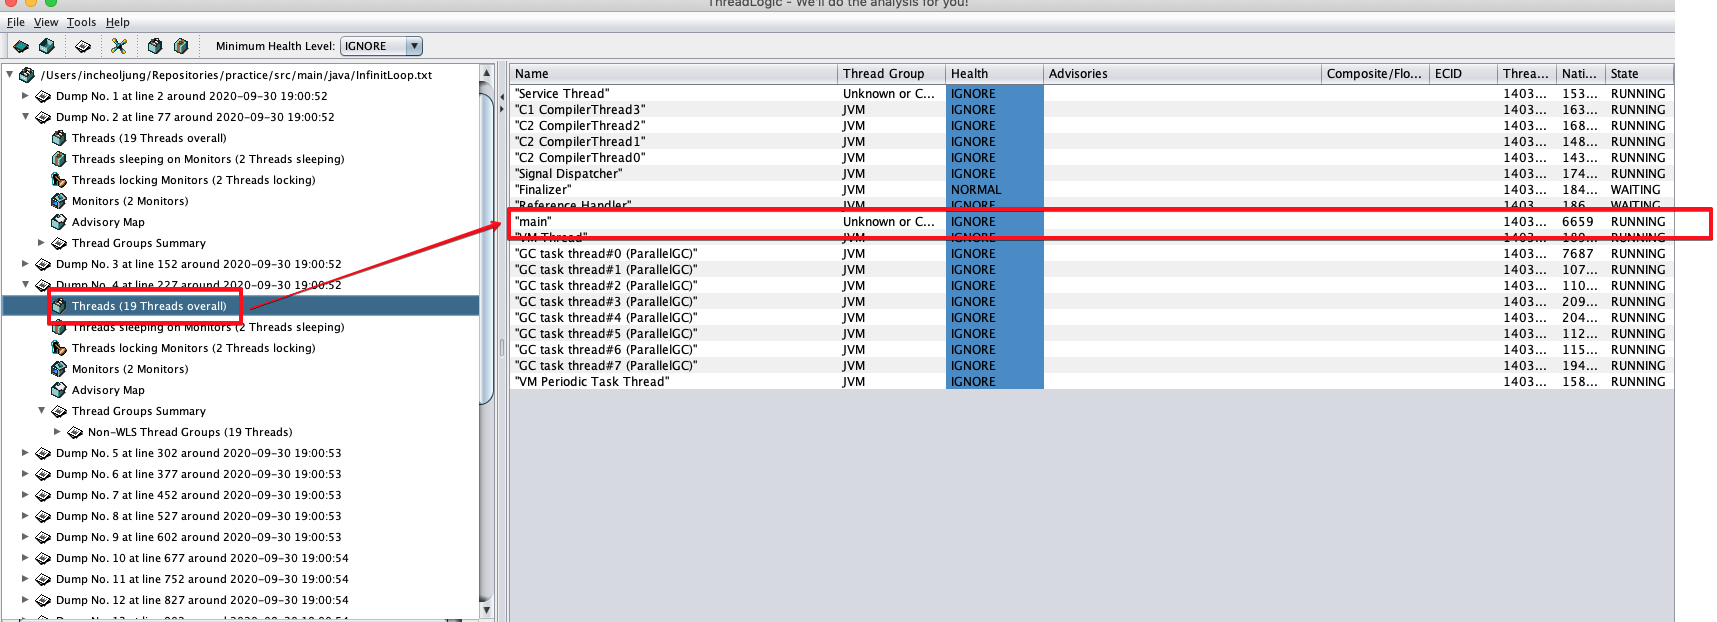 ThreadLogic - We'll do the analysis for you!
File View Tools Help
Minimum Health Level: IGNORE
/Users/incheoljung/Repositories/practice/src/main/java/InfinitLoop.txt
Dump No. 1 at line 2 around 2020-09-30 19:00:52
Dump No. 2 at line 77 around 2020-09-30 19:00:52
Threads (19 Threads overall)
Threads sleeping on Monitors (2 Threads sleeping)
Threads locking Monitors (2 Threads locking)
Monitors (2 Monitors)
Advisory Map
Thread Groups Summary
Dump No. 3 at line 152 around 2020-09-30 19:00:52
Dump No. 4 at line 227 around 2020-09-30 19:00:52
Threads (19 Threads overall)
Threads sleeping on Monitors (2 Threads sleeping)
Threads locking Monitors (2 Threads locking)
Monitors (2 Monitors)
Advisory Map
Thread Groups Summary
Non-WLS Thread Groups (19 Threads)
Dump No. 5 at line 302 around 2020-09-30 19:00:53
Dump No. 6 at line 377 around 2020-09-30 19:00:53
Dump No. 7 at line 452 around 2020-09-30 19:00:53
Dump No. 8 at line 527 around 2020-09-30 19:00:53
Dump No. 9 at line 602 around 2020-09-30 19:00:53
Dump No. 10 at line 677 around 2020-09-30 19:00:54
Dump No. 11 at line 752 around 2020-09-30 19:00:54
Dump No. 12 at line 827 around 2020-09-30 19:00:54
Name Thread Group Health Advisories Composite/Flo... ECID Threa... Nati... State
"Service Thread" Unknown or C... IGNORE 1403... 153... RUNNING
"C1 CompilerThread3" JVM IGNORE 1403... 163... RUNNING
"C2 CompilerThread2" JVM IGNORE 1403... 168... RUNNING
"C2 CompilerThread1" JVM IGNORE 1403... 148... RUNNING
"C2 CompilerThread0" JVM IGNORE 1403... 143... RUNNING
"Signal Dispatcher" JVM IGNORE 1403... 174... RUNNING
"Finalizer" JVM NORMAL 1403... 184... WAITING
"Reference Handler" JVM IGNORE 1403... 186... WAITING
"main" Unknown or C... IGNORE 1403... 6659 RUNNING
"VM Thread" JVM IGNORE 1403... 189... RUNNING
"GC task thread#0 (ParallelGC)" JVM IGNORE 1403... 7687 RUNNING
"GC task thread#1 (ParallelGC)" JVM IGNORE 1403... 107... RUNNING
"GC task thread#2 (ParallelGC)" JVM IGNORE 1403... 110... RUNNING
"GC task thread#3 (ParallelGC)" JVM IGNORE 1403... 209... RUNNING
"GC task thread#4 (ParallelGC)" JVM IGNORE 1403... 204... RUNNING
"GC task thread#5 (ParallelGC)" JVM IGNORE 1403... 112... RUNNING
"GC task thread#6 (ParallelGC)" JVM IGNORE 1403... 115... RUNNING
"GC task thread#7 (ParallelGC)" JVM IGNORE 1403... 194... RUNNING
"VM Periodic Task Thread" JVM IGNORE 1403... 158... RUNNING